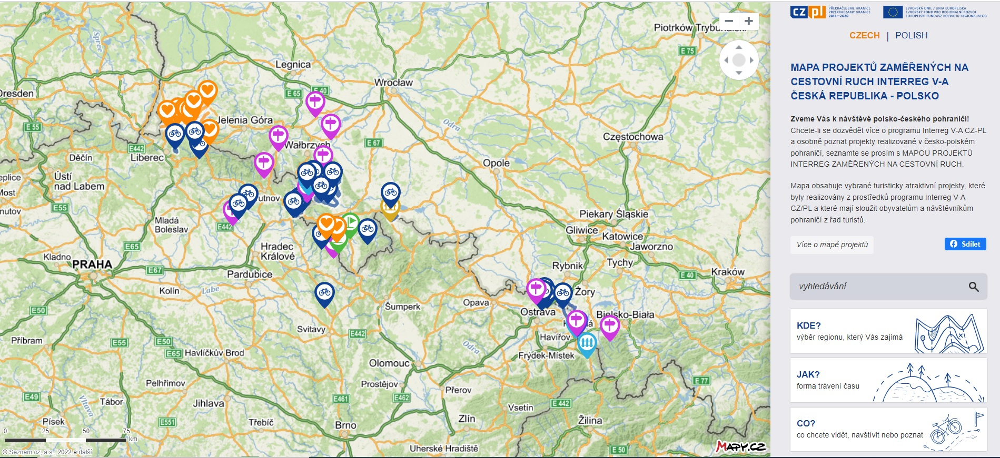 Piotrków Trybunalski
E 75
Spree
Legnica
Wrocław
E 65
E 40
Dresden
Jelenia Góra
Odra
E 55
Wałbrzych
E 67
Częstochowa
E442
Liberec
Děčín
Opole
Ústí
nad Labem
eplice
Most
rutnov
mutov
E55
Mladá
Boleslav
E442
Piekary Śląskie
Gliwice
Katowice
Jaworzno
E65
Hradec
Králové
Kladno
PRAHA
E67
Pardubice
Rybnik
Tychy
E 40
Kraków
Kolín
Labe
Šumperk
Opava
Żory
E50
Ostrava
Bielsko-Biała
Svitavy
E442
Havířov
Příbram
E55
E50
E65
Havlíčkův Brod
Odra
Olomouc
Frýdek-Místek
Pelhřimov
Prostějov
Přerov
E 77
E49
Vltava
Tábor
Jihlava
E461
E462
Vsetín
E 442
Písek
E551
Třebíč
Brno
Zlín
Žilina
Uherské Hradiště
E 50
0 25 50 75
km
© Seznam.cz, a.s., 2022 a další
MAPY.CZ
cz pl
PŘEKRAČUJEME HRANICE
PRZEKRACZAMY GRANICE
2014—2020
EVROPSKÁ UNIE / UNIA EUROPEJSKA
EVROPSKÝ FOND PRO REGIONÁLNÍ ROZVOJ
EUROPEJSKI FUNDUSZ ROZWOJU REGIONALNEGO
CZECH | POLISH
MAPA PROJEKTŮ ZAMĚŘENÝCH NA
CESTOVNÍ RUCH INTERREG V-A
ČESKÁ REPUBLIKA - POLSKO
Zveme Vás k návštěvě polsko-českého pohraničí!
Chcete-li se dozvědět více o programu Interreg V-A CZ-PL
a osobně poznat projekty realizované v česko-polském
pohraničí, seznamte se prosím s MAPOU PROJEKTŮ
INTERREG ZAMĚŘENÝCH NA CESTOVNÍ RUCH.
Mapa obsahuje vybrané turisticky atraktivní projekty, které
byly realizovány z prostředků programu Interreg V-A
CZ/PL a které mají sloužit obyvatelům a návštěvníkům
pohraničí z řad turistů.
Více o mapě projektů
Sdílet
vyhledávání
KDE?
výběr regionu, který Vás zajímá
JAK?
forma trávení času
CO?
co chcete vidět, navštívit nebo poznat